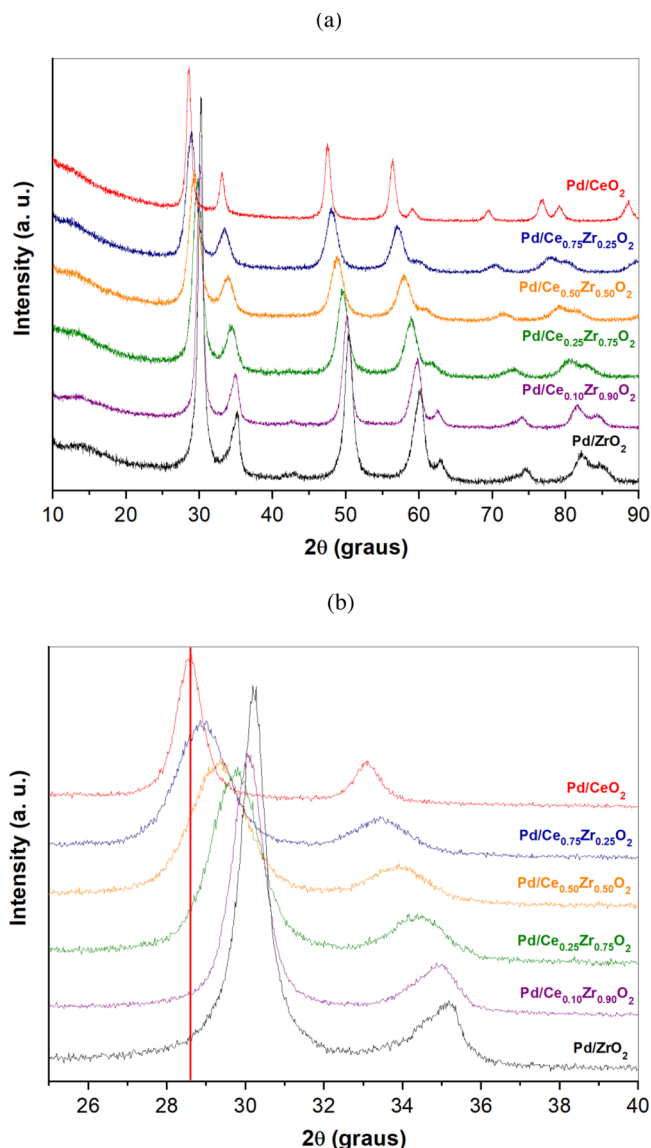 (a)
Intensity (a. u.)
Pd/CeO₂
Pd/Ce₀.₇₅Zr₀.₂₅O₂
Pd/Ce₀.₅₀Zr₀.₅₀O₂
Pd/Ce₀.₂₅Zr₀.₇₅O₂
Pd/Ce₀.₁₀Zr₀.₉₀O₂
Pd/ZrO₂
10 20 30 40 50 60 70 80 90
2θ (graus)
(b)
Intensity (a. u.)
Pd/CeO₂
Pd/Ce₀.₇₅Zr₀.₂₅O₂
Pd/Ce₀.₅₀Zr₀.₅₀O₂
Pd/Ce₀.₂₅Zr₀.₇₅O₂
Pd/Ce₀.₁₀Zr₀.₉₀O₂
Pd/ZrO₂
26 28 30 32 34 36 38 40
2θ (graus)